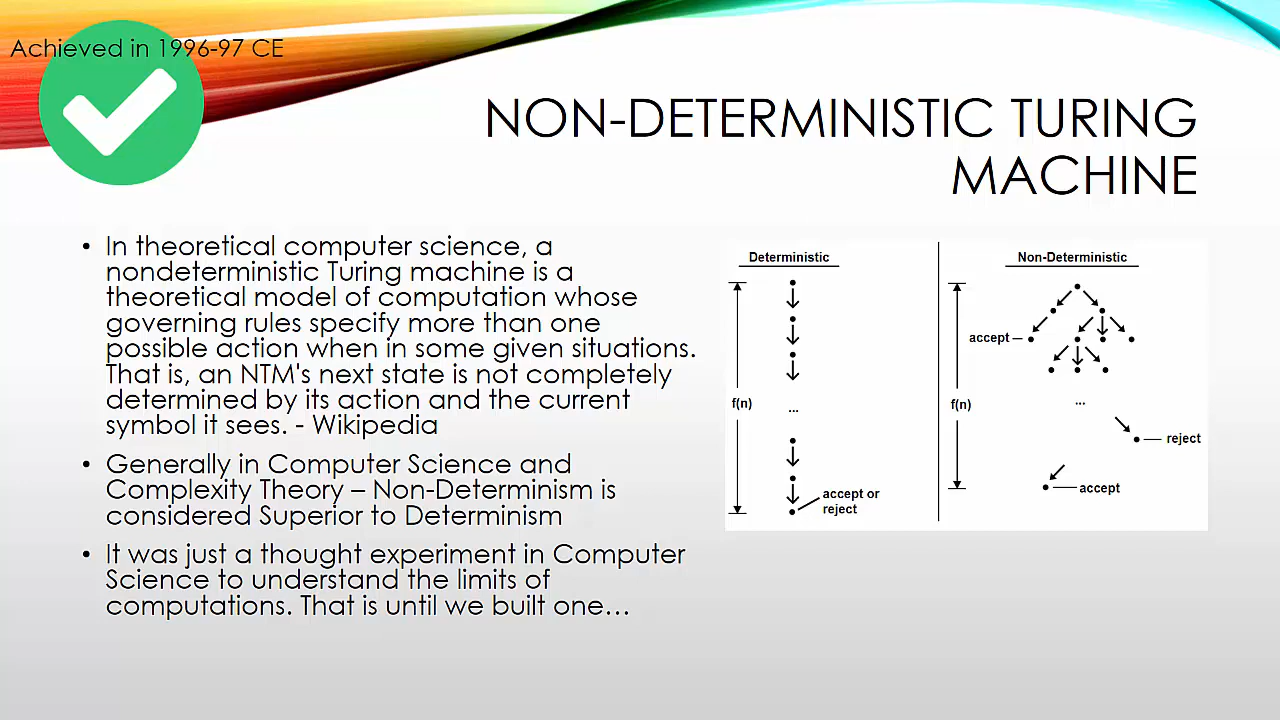 Achieved in 1996-97 CE
NON-DETERMINISTIC TURING
MACHINE
• In theoretical computer science, a
nondeterministic Turing machine is a
theoretical model of computation whose
governing rules specify more than one
possible action when in some given situations.
That is, an NTM's next state is not completely
determined by its action and the current
symbol it sees. - Wikipedia
• Generally in Computer Science and
Complexity Theory – Non-Determinism is
considered Superior to Determinism
• It was just a thought experiment in Computer
Science to understand the limits of
computations. That is until we built one…
Deterministic
f(n)
...
accept or
reject
Non-Deterministic
accept
f(n)
...
reject
accept